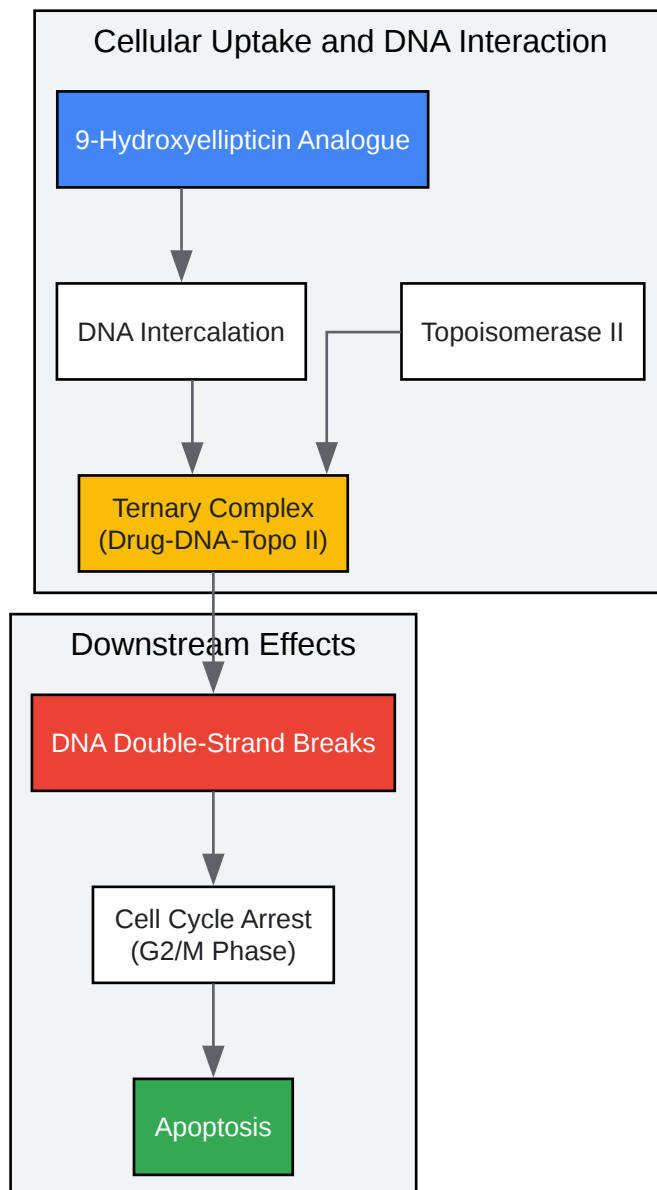 Cellular Uptake and DNA Interaction
9-Hydroxyellipticin Analogue
DNA Intercalation
Topoisomerase II
Ternary Complex
(Drug-DNA-Topo II)
Downstream Effects
DNA Double-Strand Breaks
Cell Cycle Arrest
(G2/M Phase)
Apoptosis